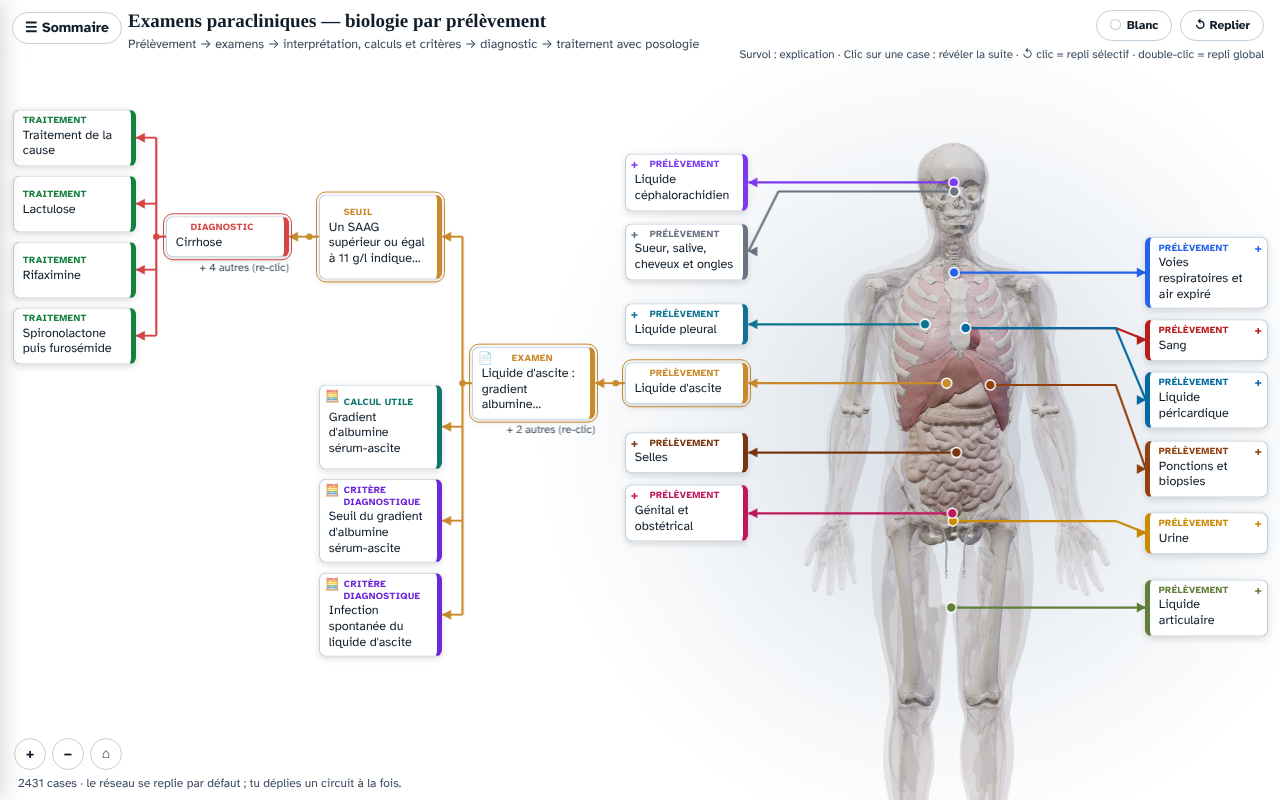 ☰ Sommaire
Examens paracliniques — biologie par prélèvement
Prélèvement → examens → interprétation, calculs et critères → diagnostic → traitement avec posologie
Blanc
↺ Replier
Survol : explication · Clic sur une case : révéler la suite · ↺ clic = repli sélectif · double-clic = repli global
TRAITEMENT
Traitement de la
cause
TRAITEMENT
Lactulose
TRAITEMENT
Rifaximine
TRAITEMENT
Spironolactone
puis furosémide
DIAGNOSTIC
Cirrhose
+ 4 autres (re-clic)
SEUIL
Un SAAG
supérieur ou égal
à 11 g/l indique…
CALCUL UTILE
Gradient
d'albumine
sérum-ascite
CRITÈRE
DIAGNOSTIQUE
Seuil du gradient
d'albumine
sérum-ascite
CRITÈRE
DIAGNOSTIQUE
Infection
spontanée du
liquide d'ascite
EXAMEN
Liquide d'ascite :
gradient
albumine…
+ 2 autres (re-clic)
+ PRÉLÈVEMENT
Liquide
céphalorachidien
+ PRÉLÈVEMENT
Sueur, salive,
cheveux et ongles
+ PRÉLÈVEMENT
Liquide pleural
PRÉLÈVEMENT
Liquide d'ascite
+ PRÉLÈVEMENT
Selles
+ PRÉLÈVEMENT
Génital et
obstétrical
PRÉLÈVEMENT +
Voies
respiratoires et
air expiré
PRÉLÈVEMENT +
Sang
PRÉLÈVEMENT +
Liquide
péricardique
PRÉLÈVEMENT +
Ponctions et
biopsies
PRÉLÈVEMENT +
Urine
PRÉLÈVEMENT +
Liquide
articulaire
+ − ⌂
2431 cases · le réseau se replie par défaut ; tu déplies un circuit à la fois.